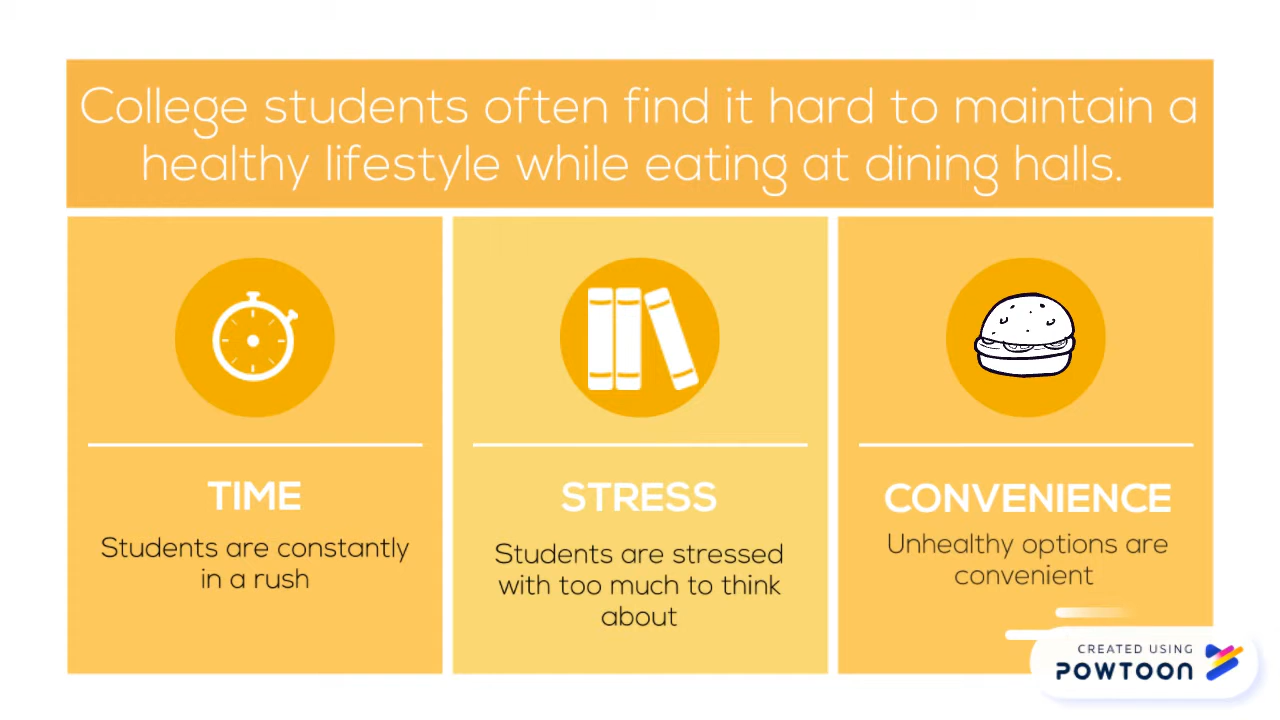 College students often find it hard to maintain a
healthy lifestyle while eating at dining halls.
TIME
Students are constantly
in a rush
STRESS
Students are stressed
with too much to think
about
CONVENIENCE
Unhealthy options are
convenient
CREATED USING
POWTOON